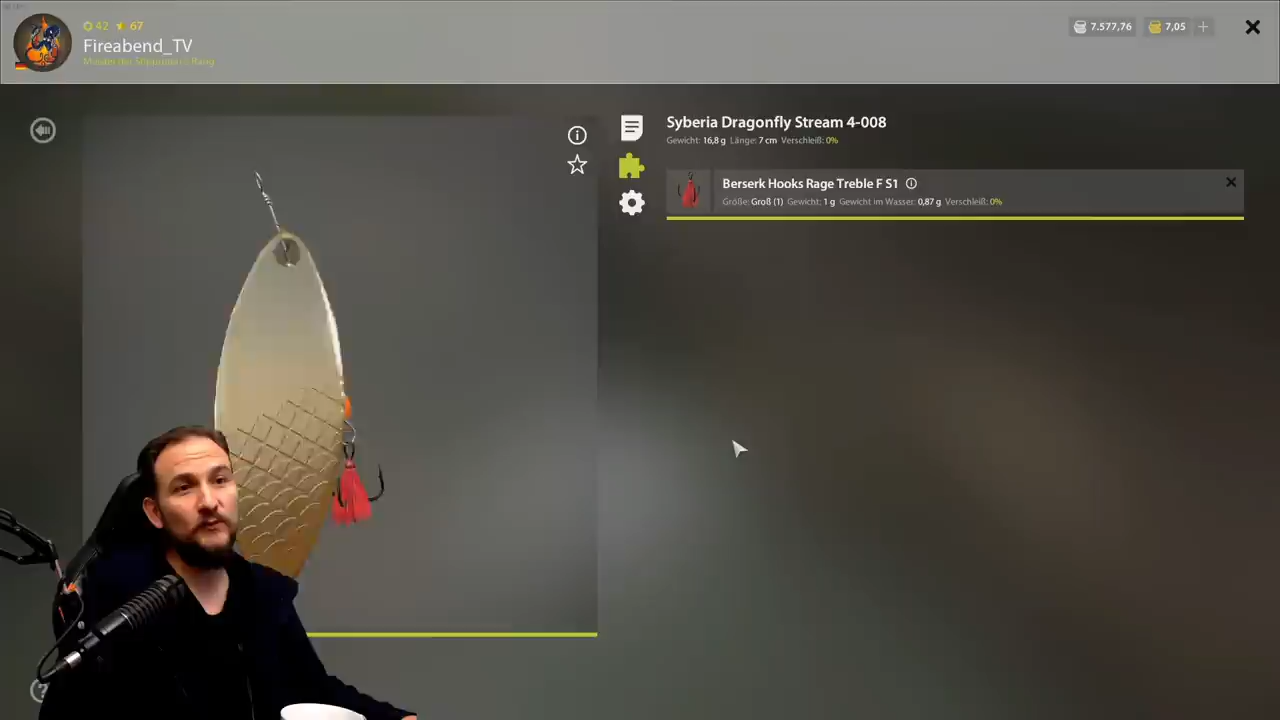 42 67
7.577,76 7,05 +
Fireabend_TV
Syberia Dragonfly Stream 4-008
Gewicht: 16,8 g Länge: 7 cm Verschleiß: 0%
Berserk Hooks Rage Treble F S1
Größe: Groß (1) Gewicht: 1 g Gewicht im Wasser: 0,87 g Verschleiß: 0%